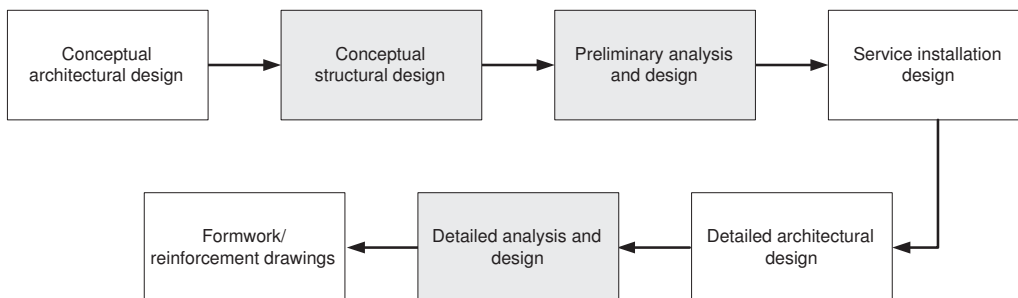 Conceptual
architectural design
Conceptual
structural design
Preliminary analysis
and design
Service installation
design
Formwork/
reinforcement drawings
Detailed analysis and
design
Detailed architectural
design